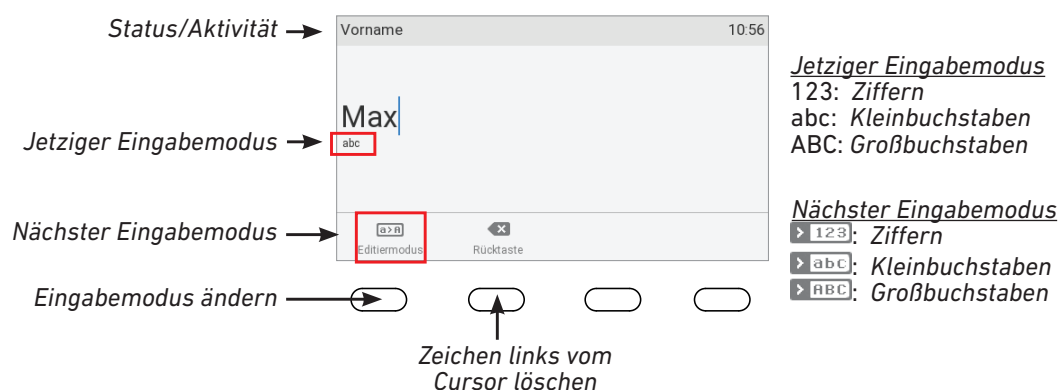 Status/Aktivität
Vorname 10:56
Jetziger Eingabemodus
123: Ziffern
abc: Kleinbuchstaben
ABC: Großbuchstaben
Max
Jetziger Eingabemodus
abc
Nächster Eingabemodus
> 123: Ziffern
> abc: Kleinbuchstaben
> ABC: Großbuchstaben
Nächster Eingabemodus
a>A
Editiermodus Rücktaste
Eingabemodus ändern
Zeichen links vom
Cursor löschen